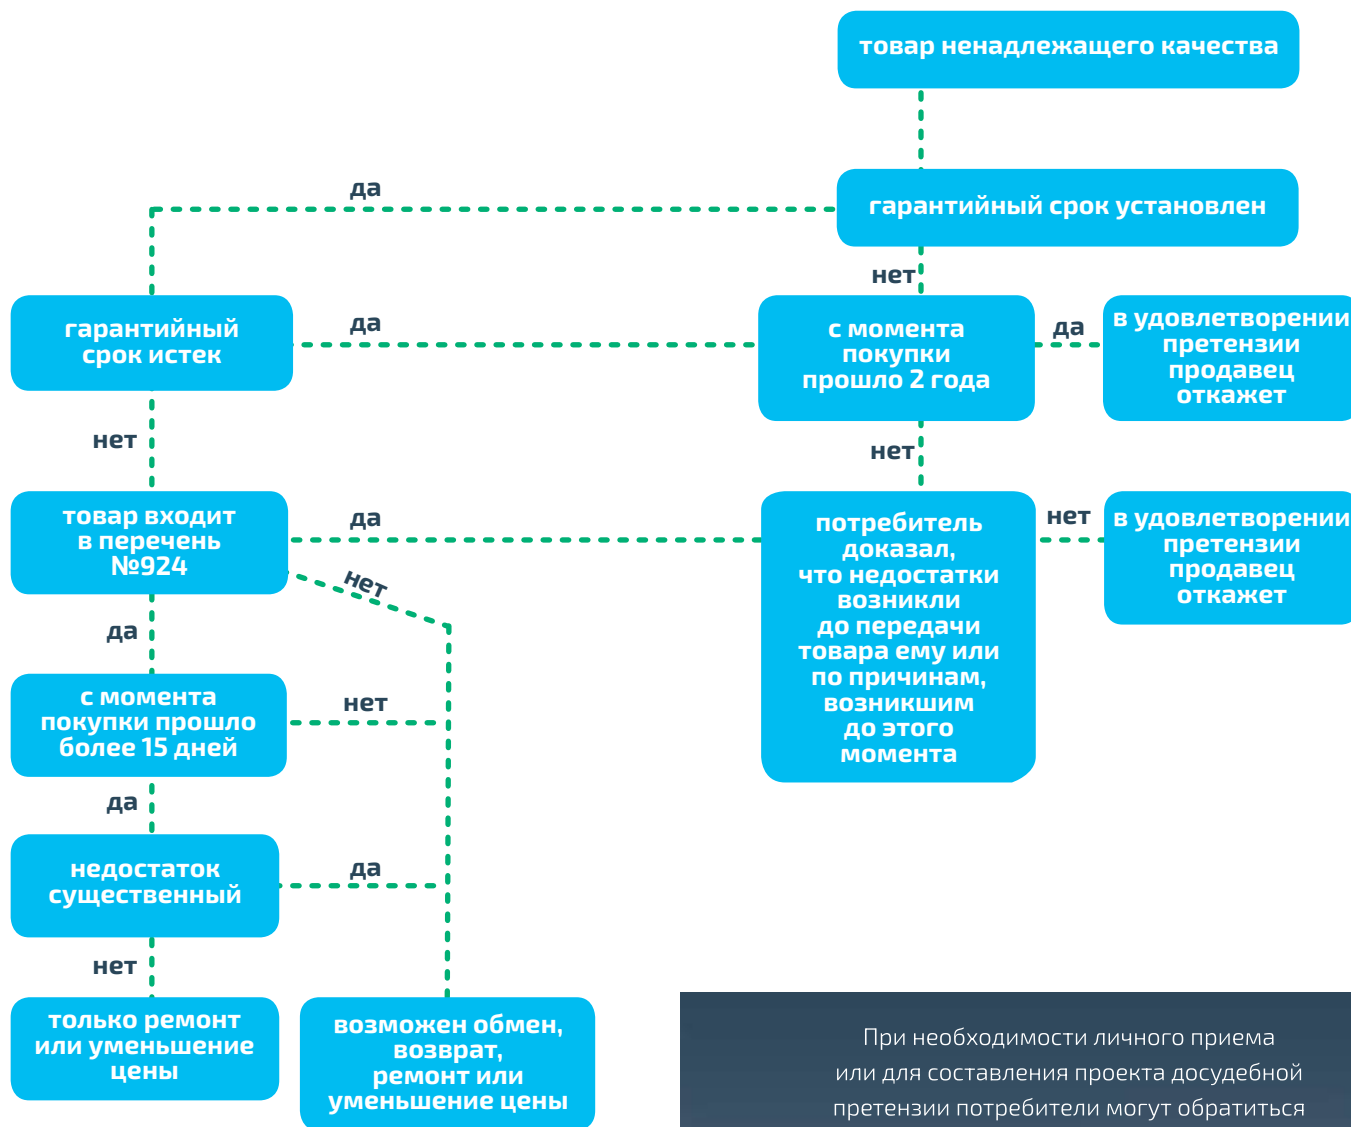 товар ненадлежащего качества
да
гарантийный срок установлен
нет
гарантийный
срок истек
да
с момента
покупки
прошло 2 года
да
в удовлетворении
претензии
продавец
откажет
нет
нет
товар входит
в перечень
№924
да
потребитель
доказал,
что недостатки
возникли
до передачи
товара ему или
по причинам,
возникшим
до этого
момента
нет
в удовлетворении
претензии
продавец
откажет
нет
да
с момента
покупки прошло
более 15 дней
нет
да
недостаток
существенный
да
нет
только ремонт
или уменьшение
цены
возможен обмен,
возврат,
ремонт или
уменьшение цены
При необходимости личного приема
или для составления проекта досудебной
претензии потребители могут обратиться